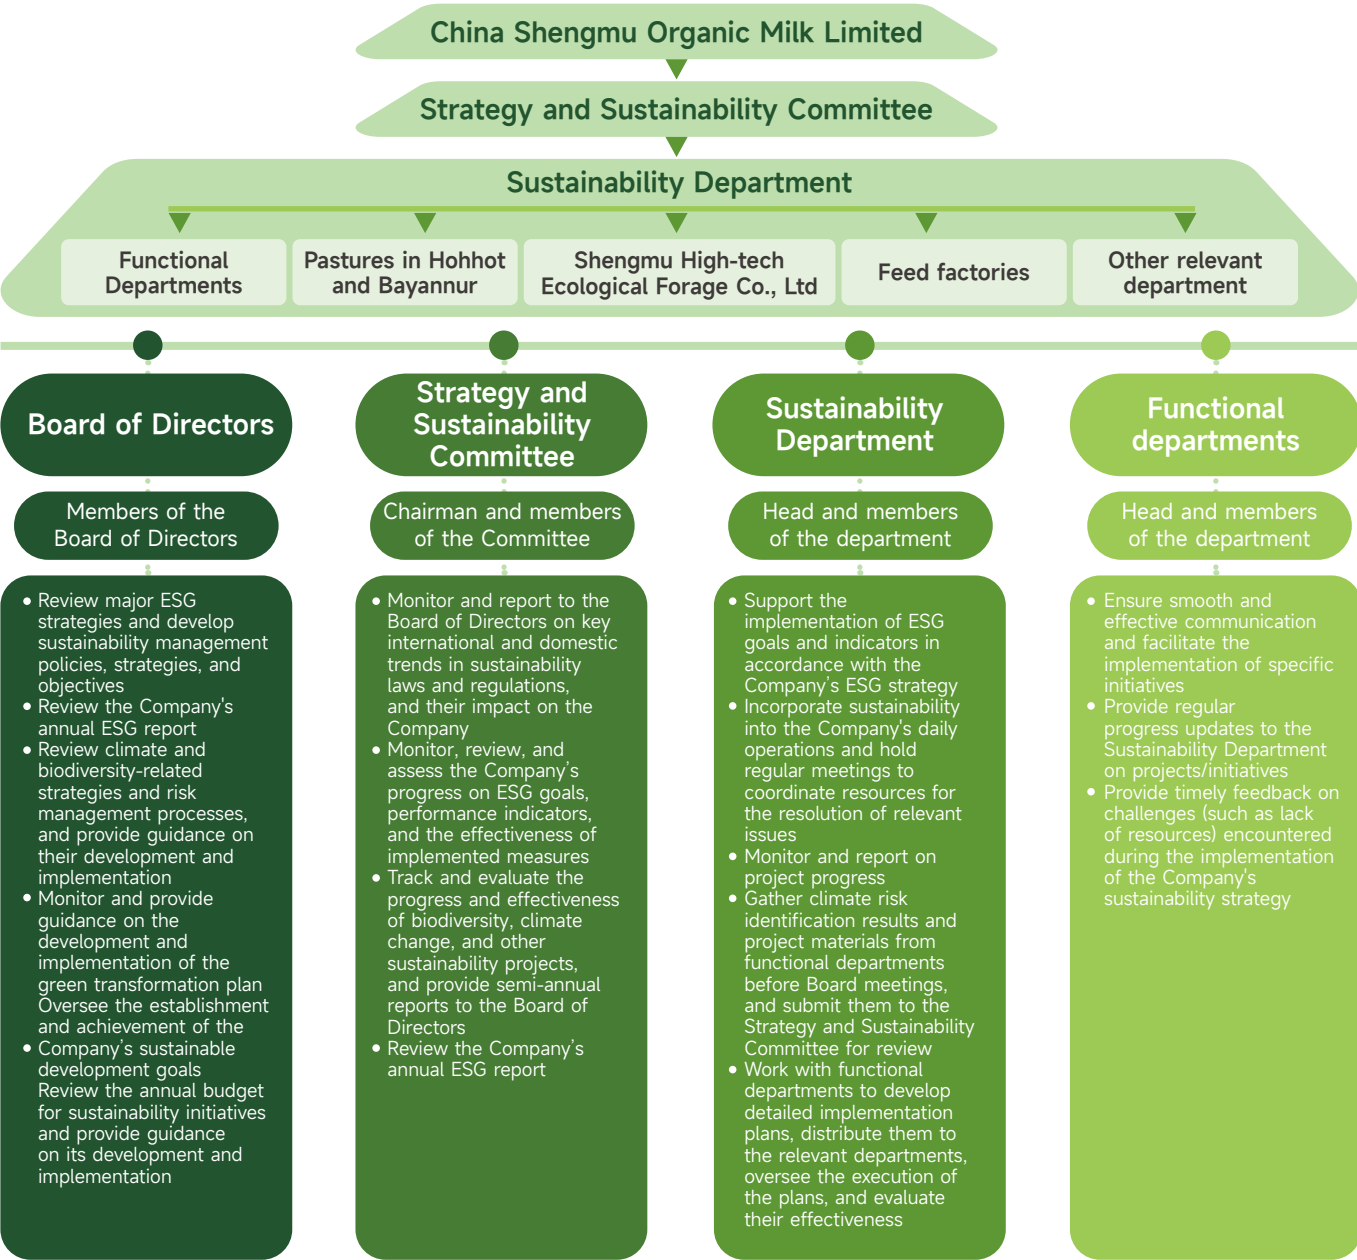 China Shengmu Organic Milk Limited
Strategy and Sustainability Committee
Sustainability Department
Functional
Departments
Pastures in Hohhot
and Bayannur
Shengmu High-tech
Ecological Forage Co., Ltd
Feed factories
Other relevant
department
Board of Directors
Members of the
Board of Directors
• Review major ESG
strategies and develop
sustainability management
policies, strategies, and
objectives
• Review the Company's
annual ESG report
• Review climate and
biodiversity-related
strategies and risk
management processes,
and provide guidance on
their development and
implementation
• Monitor and provide
guidance on the
development and
implementation of the
green transformation plan
Oversee the establishment
and achievement of the
• Company's sustainable
development goals
Review the annual budget
for sustainability initiatives
and provide guidance
on its development and
implementation
Strategy and
Sustainability
Committee
Chairman and members
of the Committee
• Monitor and report to the
Board of Directors on key
international and domestic
trends in sustainability
laws and regulations,
and their impact on the
Company
• Monitor, review, and
assess the Company's
progress on ESG goals,
performance indicators,
and the effectiveness of
implemented measures
• Track and evaluate the
progress and effectiveness
of biodiversity, climate
change, and other
sustainability projects,
and provide semi-annual
reports to the Board of
Directors
• Review the Company's
annual ESG report
Sustainability
Department
Head and members
of the department
• Support the
implementation of ESG
goals and indicators in
accordance with the
Company's ESG strategy
• Incorporate sustainability
into the Company's daily
operations and hold
regular meetings to
coordinate resources for
the resolution of relevant
issues
• Monitor and report on
project progress
• Gather climate risk
identification results and
project materials from
functional departments
before Board meetings,
and submit them to the
Strategy and Sustainability
Committee for review
• Work with functional
departments to develop
detailed implementation
plans, distribute them to
the relevant departments,
oversee the execution of
the plans, and evaluate
their effectiveness
Functional
departments
Head and members
of the department
• Ensure smooth and
effective communication
and facilitate the
implementation of specific
initiatives
• Provide regular
progress updates to the
Sustainability Department
on projects/initiatives
• Provide timely feedback on
challenges (such as lack
of resources) encountered
during the implementation
of the Company's
sustainability strategy